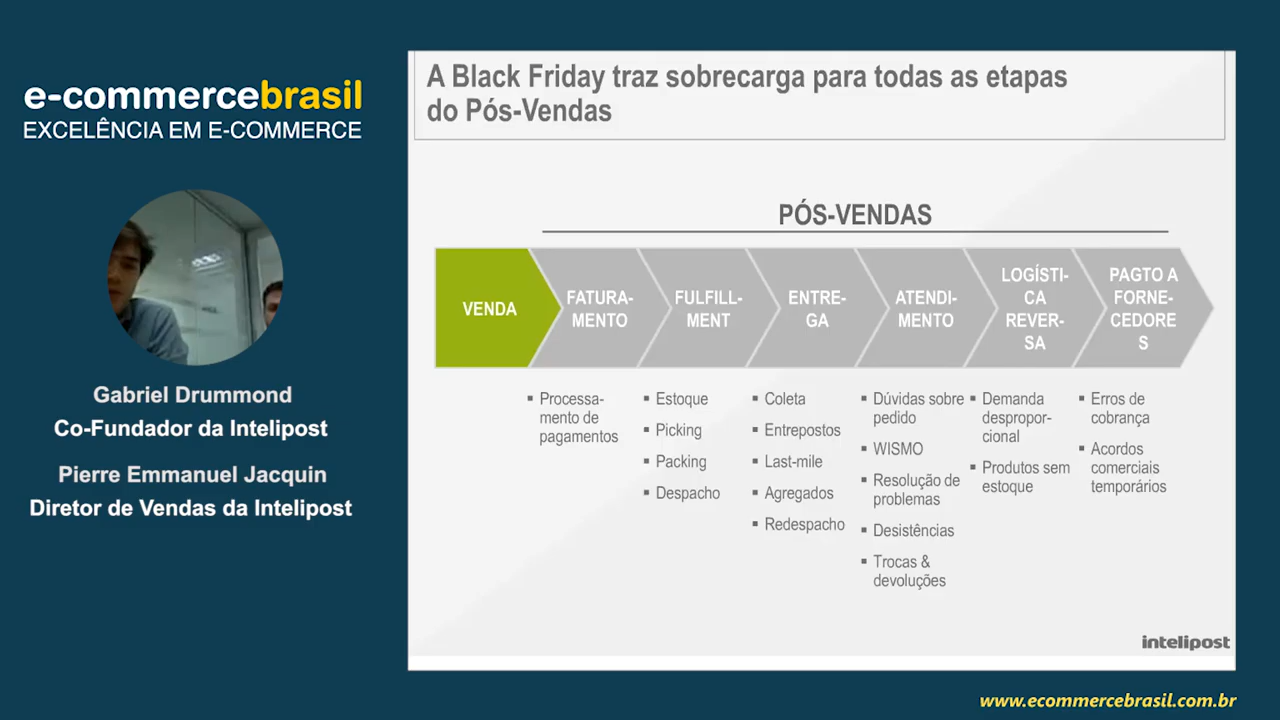 e-commercebrasil
EXCELÊNCIA EM E-COMMERCE
Gabriel Drummond
Co-Fundador da Intelipost
Pierre Emmanuel Jacquin
Diretor de Vendas da Intelipost
A Black Friday traz sobrecarga para todas as etapas
do Pós-Vendas
PÓS-VENDAS
VENDA
FATURA-
MENTO
FULFILL-
MENT
ENTRE-
GA
ATENDI-
MENTO
LOGÍSTI-
CA
REVER-
SA
PAGTO A
FORNE-
CEDORE
S
▪ Processa-
mento de
pagamentos
▪ Estoque
▪ Picking
▪ Packing
▪ Despacho
▪ Coleta
▪ Entrepostos
▪ Last-mile
▪ Agregados
▪ Redespacho
▪ Dúvidas sobre
pedido
▪ WISMO
▪ Resolução de
problemas
▪ Desistências
▪ Trocas &
devoluções
▪ Demanda
despropor-
cional
▪ Produtos sem
estoque
▪ Erros de
cobrança
▪ Acordos
comerciais
temporários
intelipost
www.ecommercebrasil.com.br